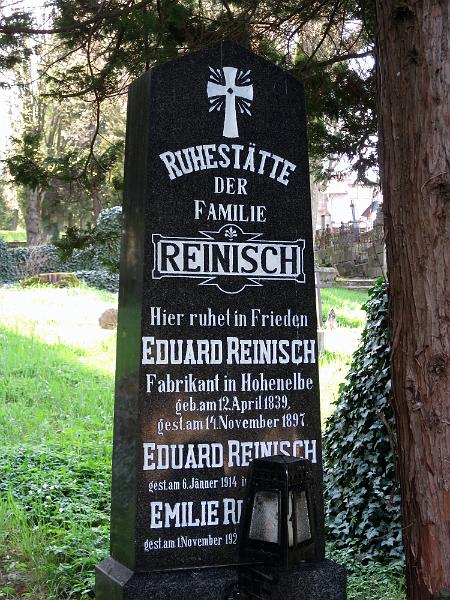 RUHESTÄTTE
DER
FAMILIE
REINISCH
Hier ruhet in Frieden
EDUARD REINISCH
Fabrikant in Hohenelbe
geb. am 12. April 1839,
gest. am 14. November 1897.
EDUARD REINISCH
gest. am 6. Jänner 1914
EMILIE
gest. am 1. November